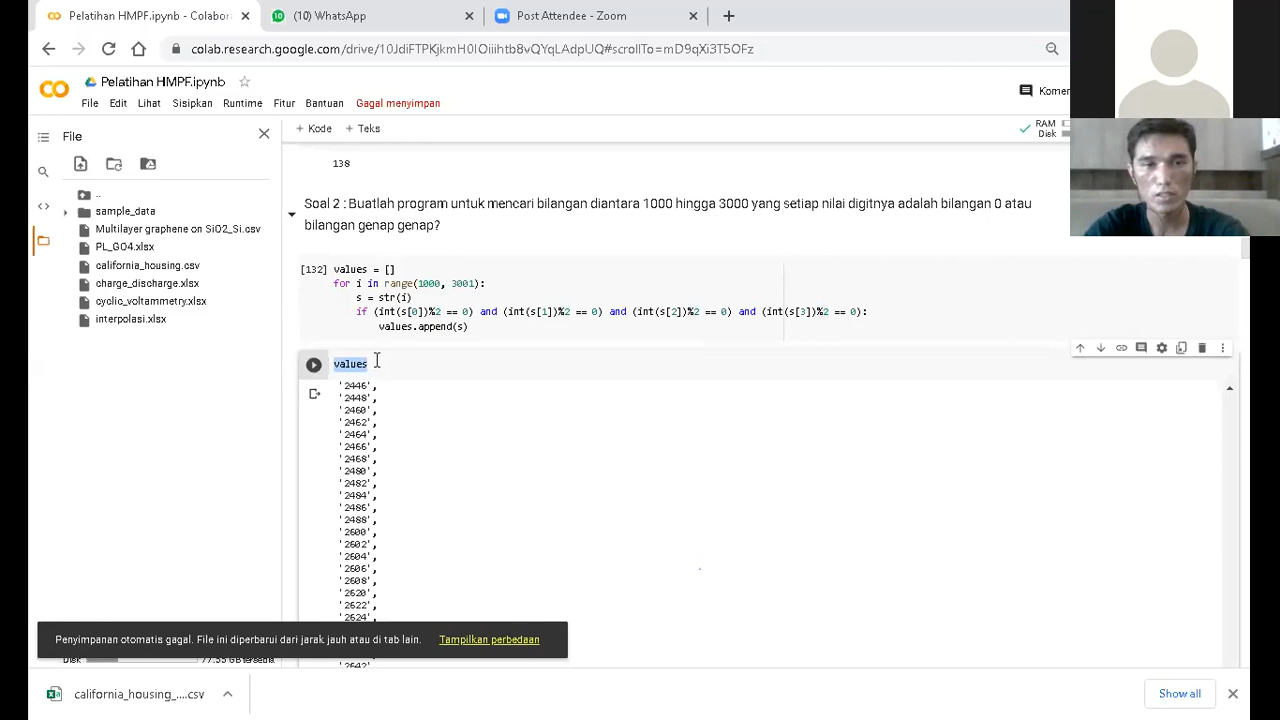 Pelatihan HMPF.ipynb - Colabora
(10) WhatsApp
Post Attendee - Zoom
colab.research.google.com/drive/10JdiFTPKjkmH0lOiiihtb8vQYqLAdpUQ#scrollTo=mD9qXi3T5OFz
Pelatihan HMPF.ipynb
File Edit Lihat Sisipkan Runtime Fitur Bantuan Gagal menyimpan
Komen
File
+ Kode + Teks
RAM
Disk
..
sample_data
Multilayer graphene on SiO2_Si.csv
PL_GO4.xlsx
california_housing.csv
charge_discharge.xlsx
cyclic_voltammetry.xlsx
interpolasi.xlsx
138
Soal 2 : Buatlah program untuk mencari bilangan diantara 1000 hingga 3000 yang setiap nilai digitnya adalah bilangan 0 atau
bilangan genap genap?
[132] values = []
for i in range(1000, 3001):
s = str(i)
if (int(s[0])%2 == 0) and (int(s[1])%2 == 0) and (int(s[2])%2 == 0) and (int(s[3])%2 == 0):
values.append(s)
values
'2446',
'2448',
'2460',
'2462',
'2464',
'2466',
'2468',
'2480',
'2482',
'2484',
'2486',
'2488',
'2600',
'2602',
'2604',
'2606',
'2608',
'2620',
'2622',
'2624',
'2642'
Penyimpanan otomatis gagal. File ini diperbarui dari jarak jauh atau di tab lain. Tampilkan perbedaan
Disk
california_housing_....csv
Show all